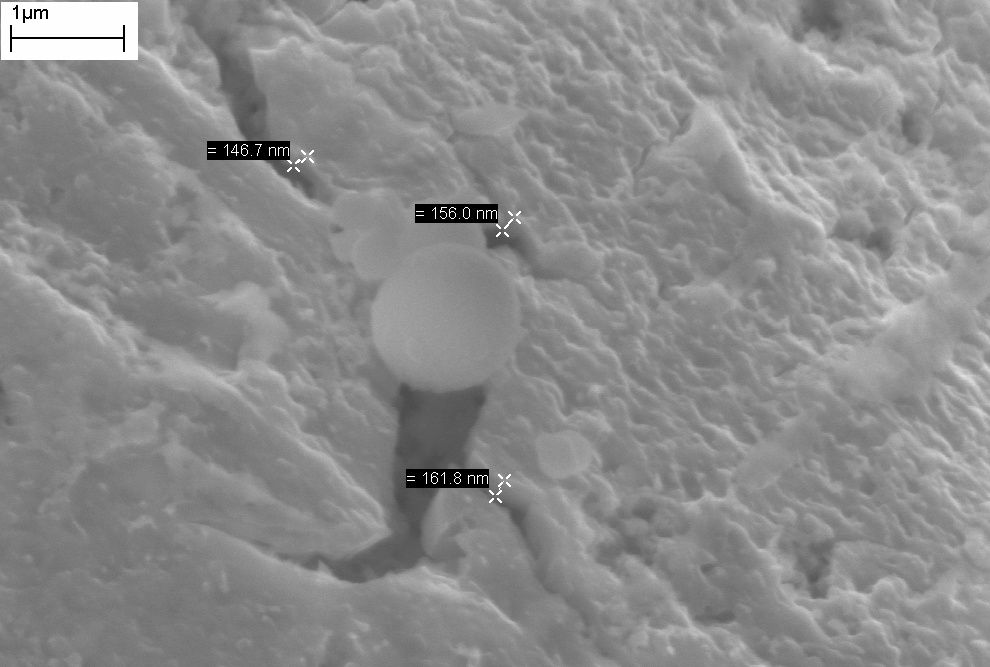 1µm
= 146.7 nm
= 156.0 nm
= 161.8 nm